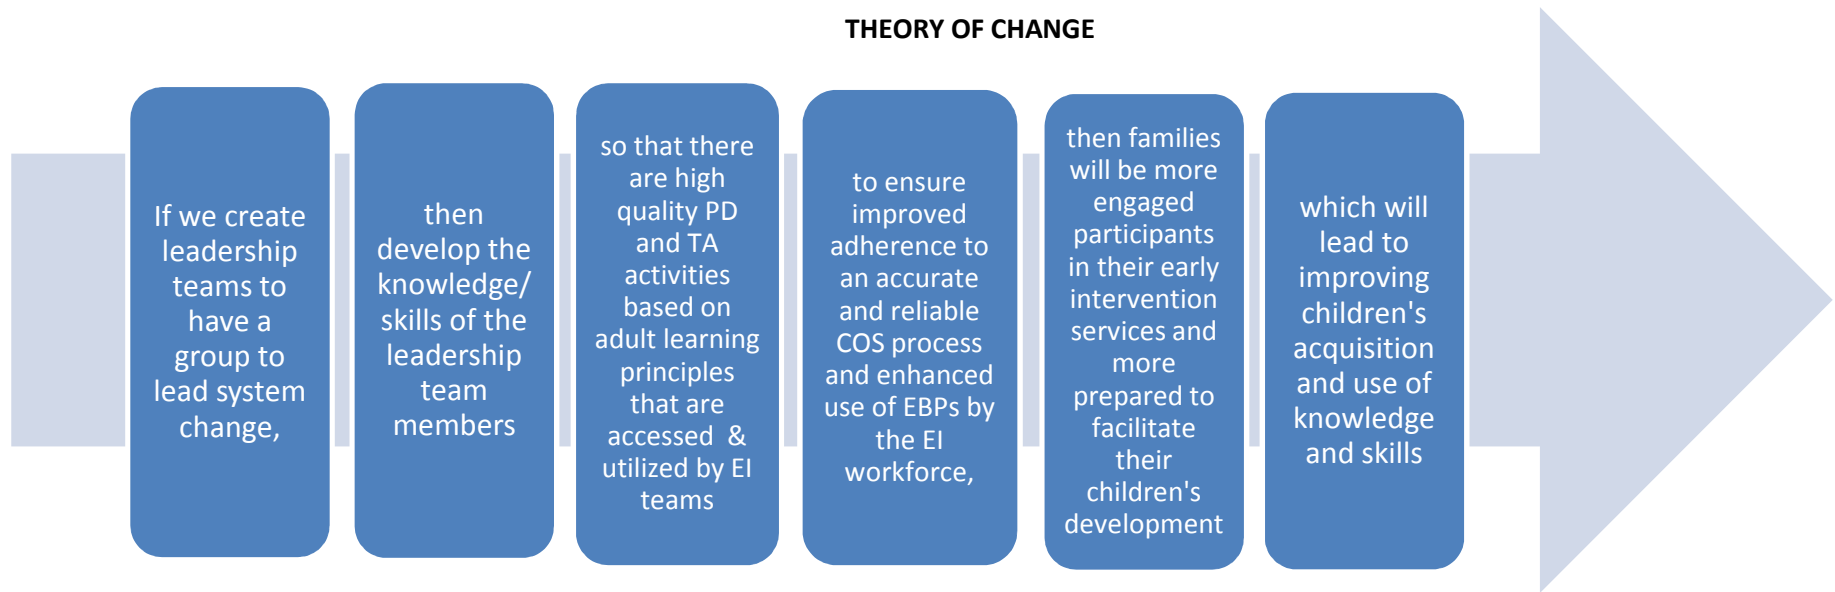 THEORY OF CHANGE
If we create
leadership
teams to
have a
group to
lead system
change,
then
develop the
knowledge/
skills of the
leadership
team
members
so that there
are high
quality PD
and TA
activities
based on
adult learning
principles
that are
accessed & 
utilized by EI
teams
to ensure
improved
adherence to
an accurate
and reliable
COS process
and enhanced
use of EBPs by
the EI
workforce,
then families
will be more
engaged
participants
in their early
intervention
services and
more
prepared to
facilitate
their
children's
development
which will
lead to
improving
children's
acquisition
and use of
knowledge
and skills